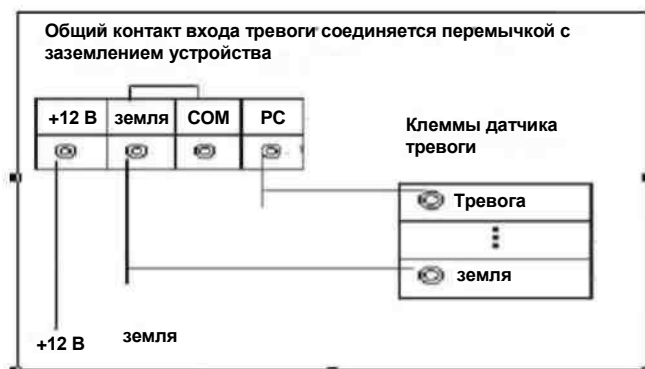 Общий контакт входа тревоги соединяется перемычкой с
заземлением устройства
+12 В земля COM PC
Клеммы датчика
тревоги
Тревога
земля
+12 В земля